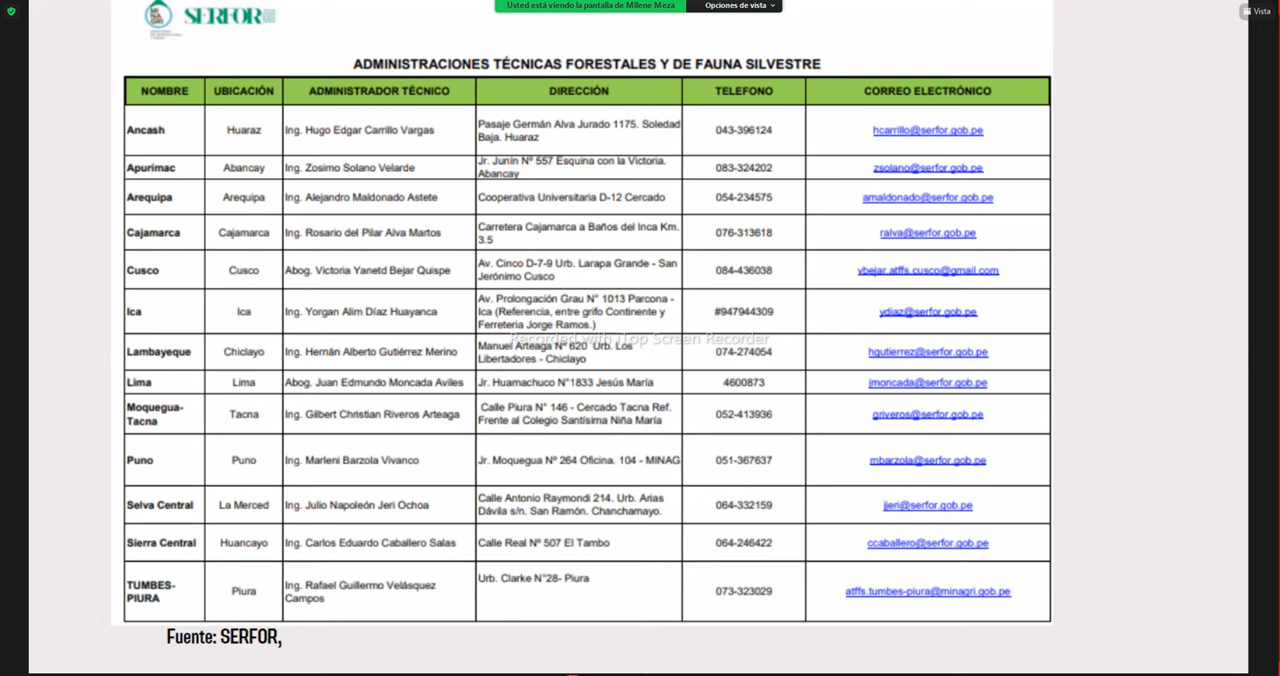 Usted está viendo la pantalla de Milene Meza
Opciones de vista
Vista
SERFOR
ADMINISTRACIONES TÉCNICAS FORESTALES Y DE FAUNA SILVESTRE
NOMBRE UBICACIÓN ADMINISTRADOR TÉCNICO DIRECCIÓN TELEFONO CORREO ELECTRÓNICO
Ancash Huaraz Ing. Hugo Edgar Carrillo Vargas Pasaje Germán Alva Jurado 1175. Soledad
Baja. Huaraz 043-396124 hcarrillo@serfor.gob.pe
Apurímac Abancay Ing. Zosimo Solano Velarde Jr. Junín Nº 557 Esquina con la Victoria.
Abancay 083-324202 zsolano@serfor.gob.pe
Arequipa Arequipa Ing. Alejandro Maldonado Astete Cooperativa Universitaria D-12 Cercado 054-234575 amaldonado@serfor.gob.pe
Cajamarca Cajamarca Ing. Rosario del Pilar Alva Martos Carretera Cajamarca a Baños del Inca Km.
3.5 076-313618 ralva@serfor.gob.pe
Cusco Cusco Abog. Victoria Yanetd Bejar Quispe Av. Cinco D-7-9 Urb. Larapa Grande - San
Jerónimo Cusco 084-436038 vbejar.atffs.cusco@gmail.com
Ica Ica Ing. Yorgan Alim Díaz Huayanca Av. Prolongación Grau N° 1013 Parcona -
Ica (Referencia, entre grifo Continente y
Ferreteria Jorge Ramos.) #947944309 ydiaz@serfor.gob.pe
Recorded with iTop Screen Recorder
Lambayeque Chiclayo Ing. Hernán Alberto Gutiérrez Merino Manuel Arteaga Nº 620 Urb. Los
Libertadores - Chiclayo 074-274054 hgutierrez@serfor.gob.pe
Lima Lima Abog. Juan Edmundo Moncada Aviles Jr. Huamachuco N°1833 Jesús María 4600873 jmoncada@serfor.gob.pe
Moquegua-
Tacna Tacna Ing. Gilbert Christian Riveros Arteaga Calle Piura N° 146 - Cercado Tacna Ref.
Frente al Colegio Santísima Niña María 052-413936 griveros@serfor.gob.pe
Puno Puno Ing. Marleni Barzola Vivanco Jr. Moquegua Nº 264 Oficina. 104 - MINAG 051-367637 mbarzola@serfor.gob.pe
Selva Central La Merced Ing. Julio Napoleón Jeri Ochoa Calle Antonio Raymondi 214. Urb. Arias
Dávila s/n. San Ramón. Chanchamayo. 064-332159 jjeri@serfor.gob.pe
Sierra Central Huancayo Ing. Carlos Eduardo Caballero Salas Calle Real Nº 507 El Tambo 064-246422 ccaballero@serfor.gob.pe
TUMBES-
PIURA Piura Ing. Rafael Guillermo Velásquez
Campos Urb. Clarke N°28- Piura 073-323029 atffs.tumbes-piura@minagri.gob.pe
Fuente: SERFOR,